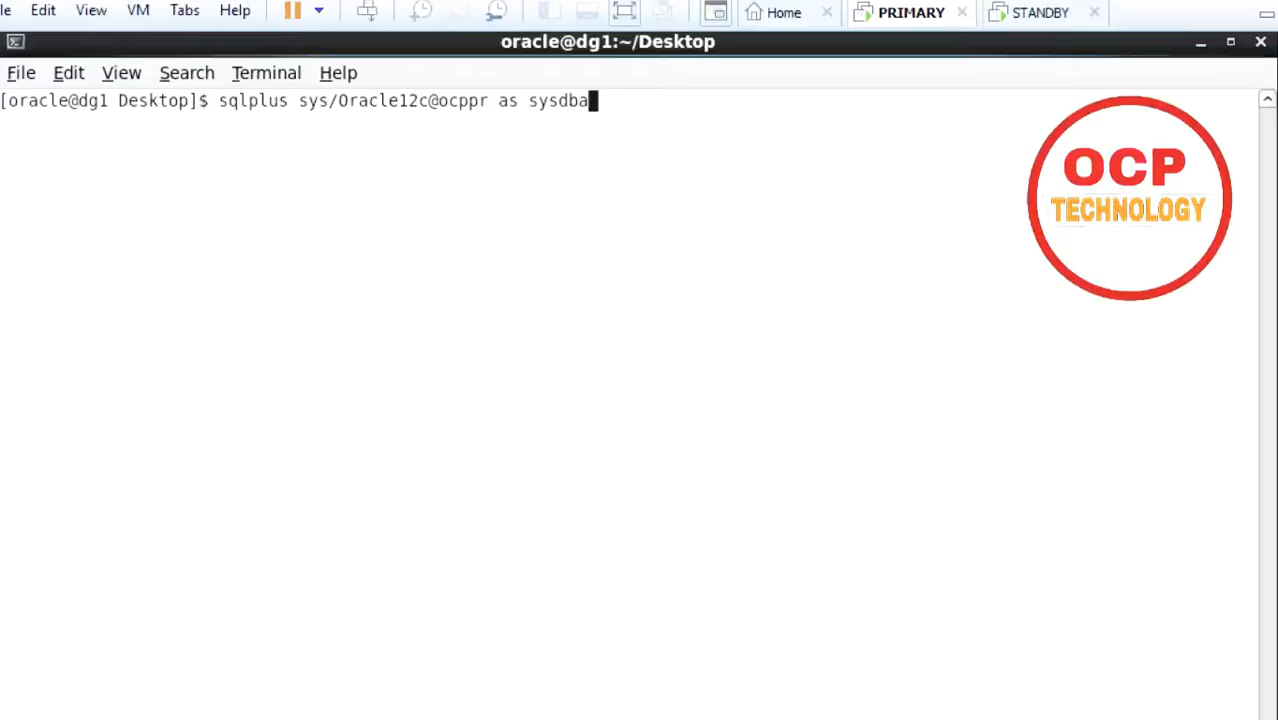 le Edit View VM Tabs Help Home PRIMARY STANDBY
oracle@dg1:~/Desktop
File Edit View Search Terminal Help
[oracle@dg1 Desktop]$ sqlplus sys/Oracle12c@ocppr as sysdba
OCP
TECHNOLOGY